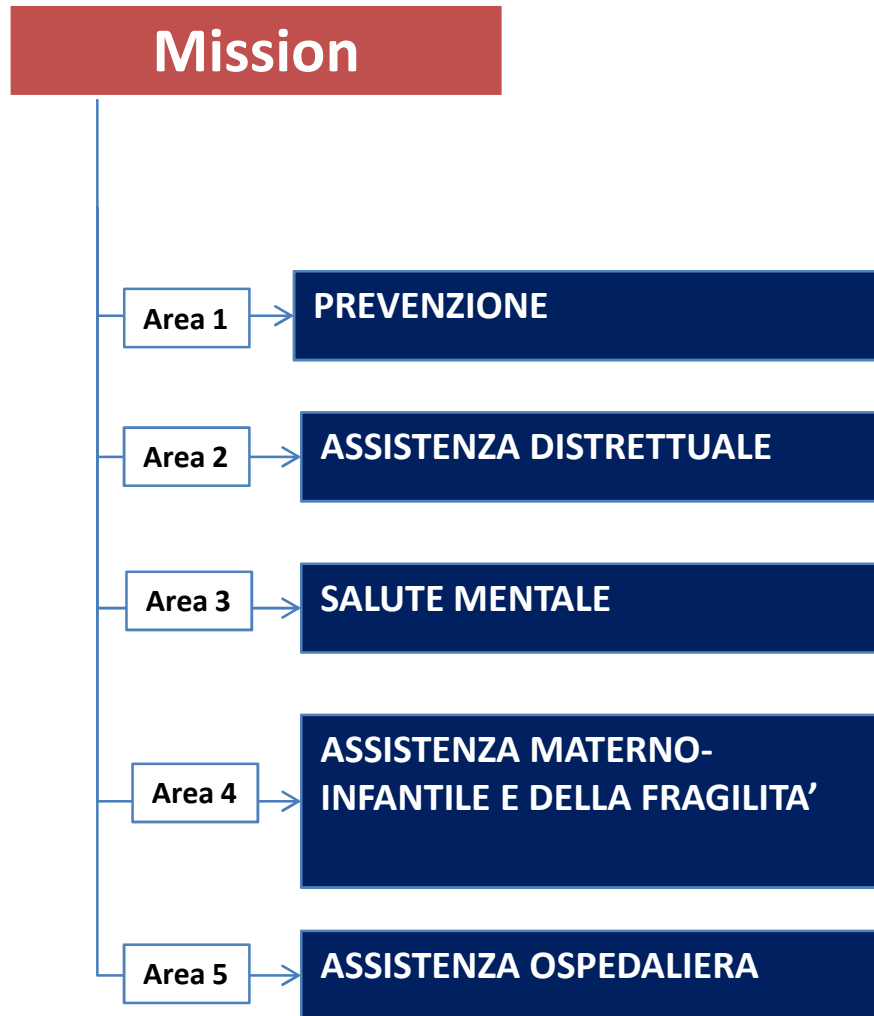 Mission
Area 1
PREVENZIONE
Area 2
ASSISTENZA DISTRETTUALE
Area 3
SALUTE MENTALE
Area 4
ASSISTENZA MATERNO-
INFANTILE E DELLA FRAGILITA’
Area 5
ASSISTENZA OSPEDALIERA